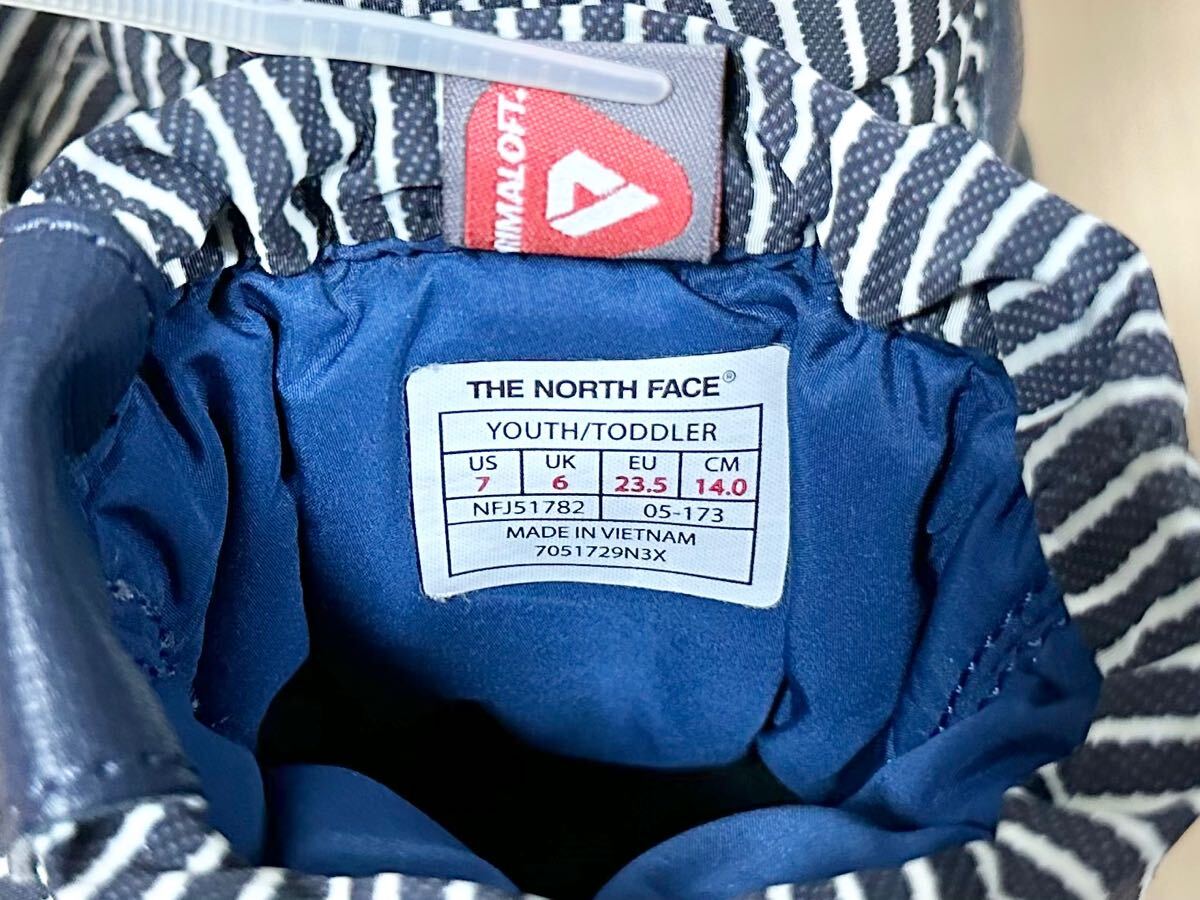 RIMALOFT.
THE NORTH FACE®
YOUTH/TODDLER
US UK EU CM
7 6 23.5 14.0
NFJ51782 05-173
MADE IN VIETNAM
7051729N3X